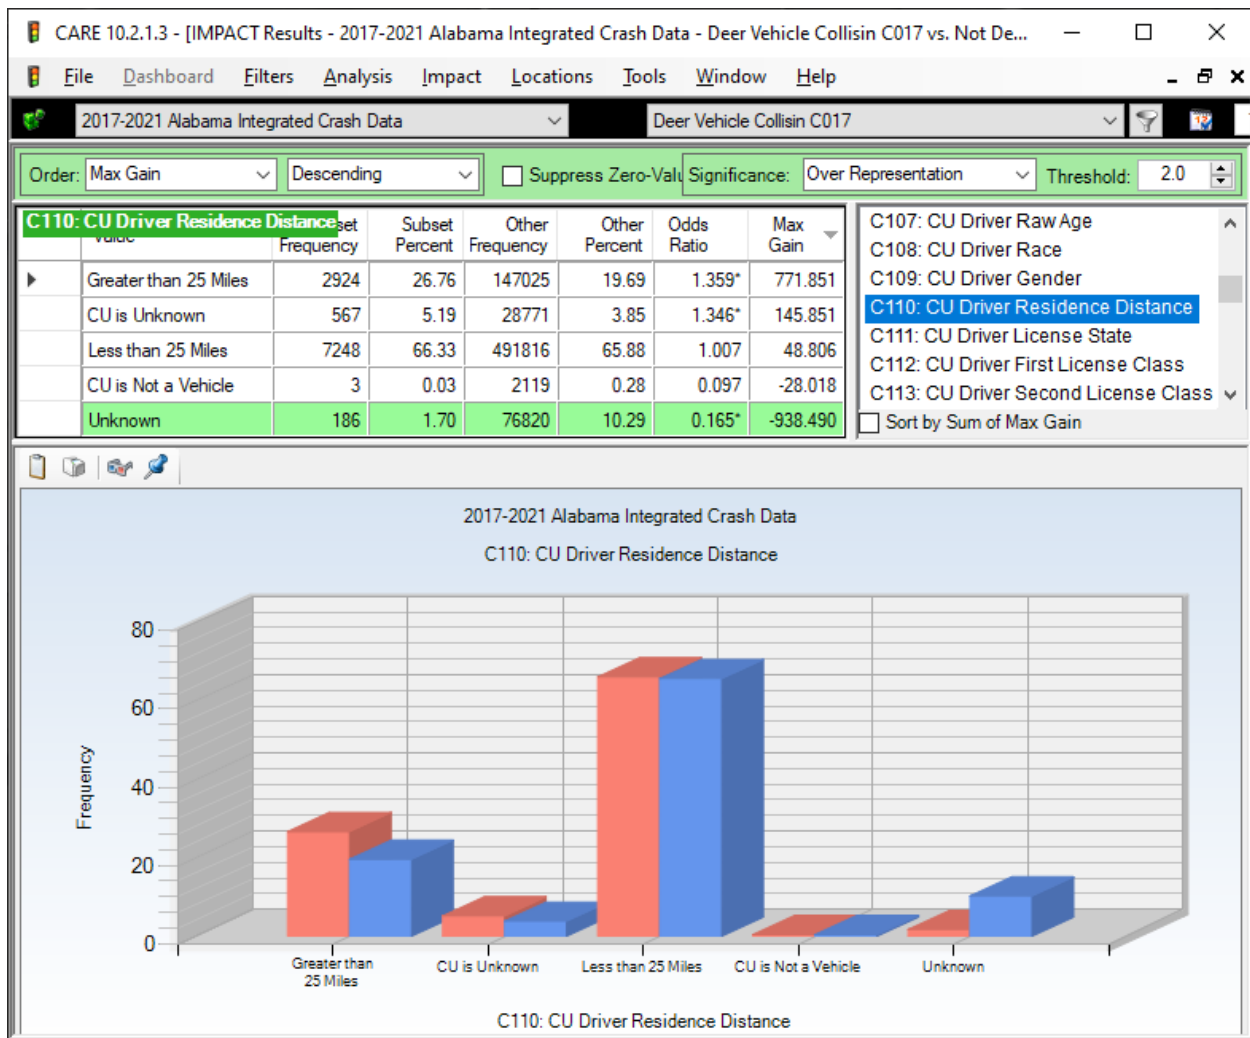 CARE 10.2.1.3 - [IMPACT Results - 2017-2021 Alabama Integrated Crash Data - Deer Vehicle Collisin C017 vs. Not De...
File Dashboard Filters Analysis Impact Locations Tools Window Help
2017-2021 Alabama Integrated Crash Data Deer Vehicle Collisin C017
Order: Max Gain Descending Suppress Zero-Valu Significance: Over Representation Threshold: 2.0
C110: CU Driver Residence Distance
Frequency Subset Percent Other Frequency Other Percent Odds Ratio Max Gain
Greater than 25 Miles 2924 26.76 147025 19.69 1.359* 771.851
CU is Unknown 567 5.19 28771 3.85 1.346* 145.851
Less than 25 Miles 7248 66.33 491816 65.88 1.007 48.806
CU is Not a Vehicle 3 0.03 2119 0.28 0.097 -28.018
Unknown 186 1.70 76820 10.29 0.165* -938.490
C107: CU Driver Raw Age
C108: CU Driver Race
C109: CU Driver Gender
C110: CU Driver Residence Distance
C111: CU Driver License State
C112: CU Driver First License Class
C113: CU Driver Second License Class
Sort by Sum of Max Gain
2017-2021 Alabama Integrated Crash Data
C110: CU Driver Residence Distance
80
60
40
20
0
Frequency
Greater than
25 Miles
CU is Unknown
Less than 25 Miles
CU is Not a Vehicle
Unknown
C110: CU Driver Residence Distance